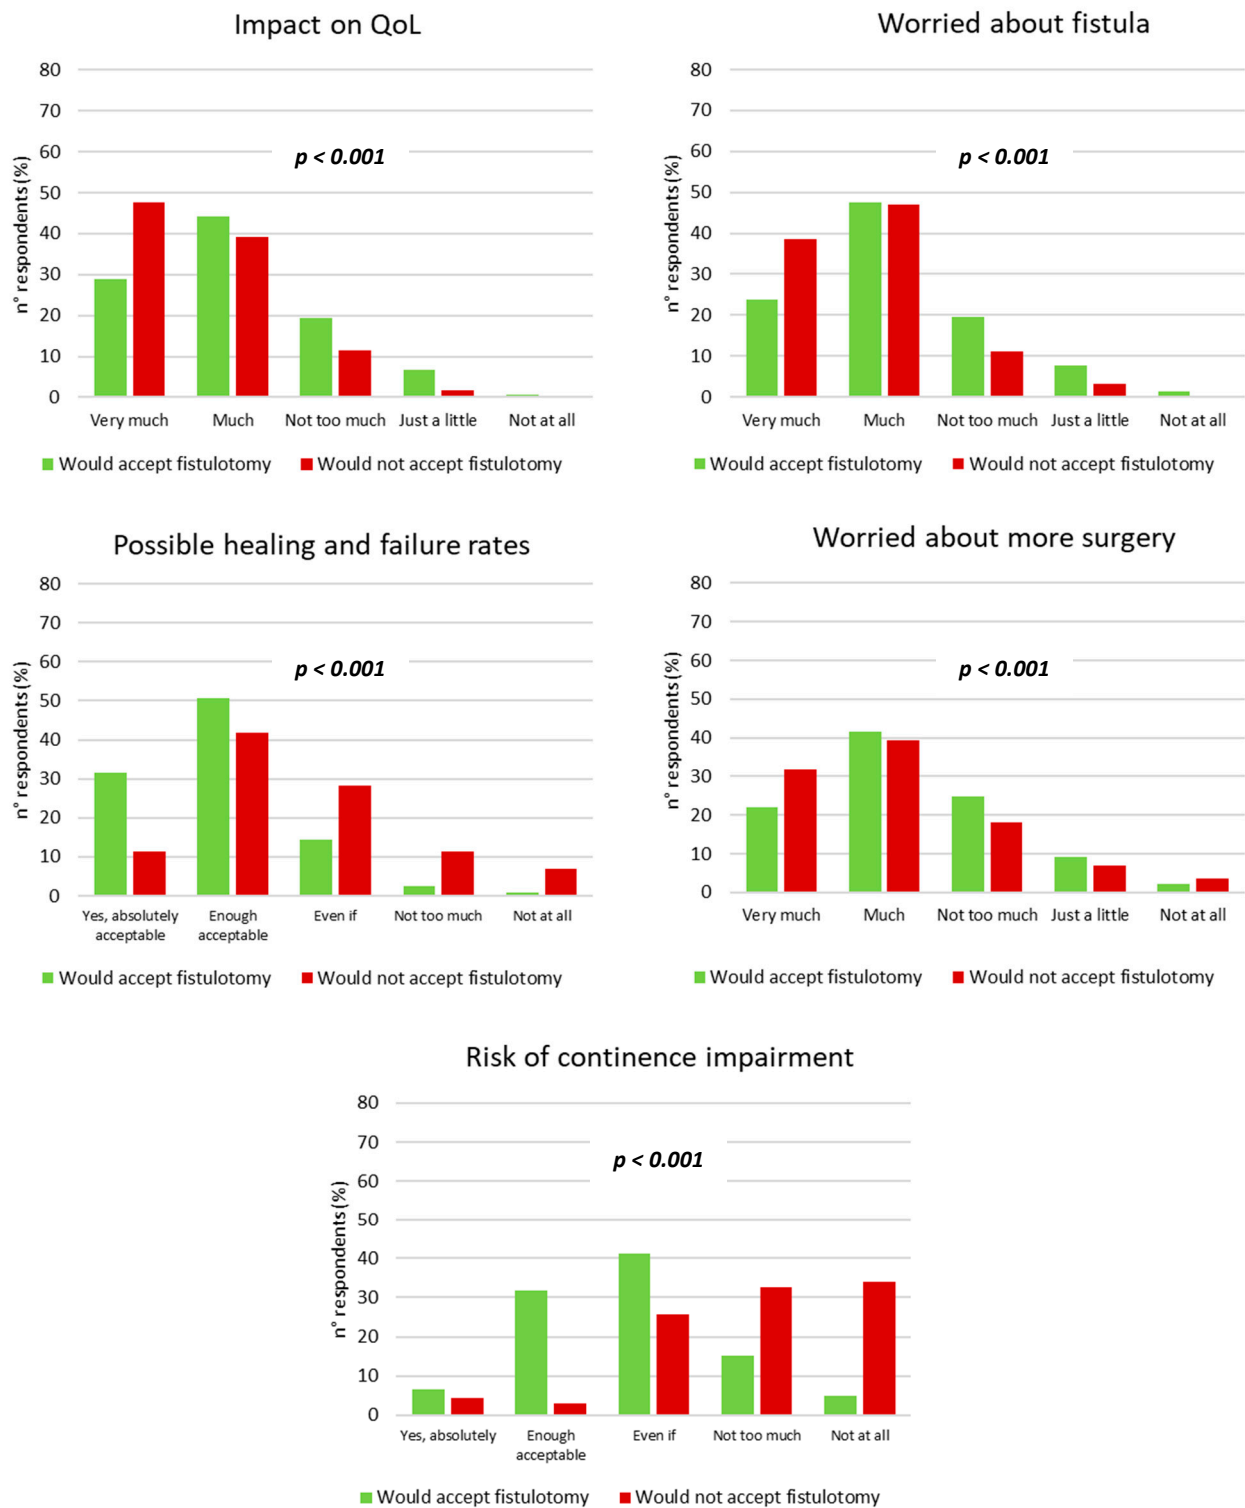 Impact on QoL
80
70
60
50
40
30
20
10
0
n° respondents (%)
p < 0.001
Very much Much Not too much Just a little Not at all
Would accept fistulotomy Would not accept fistulotomy
Worried about fistula
80
70
60
50
40
30
20
10
0
n° respondents (%)
p < 0.001
Very much Much Not too much Just a little Not at all
Would accept fistulotomy Would not accept fistulotomy
Possible healing and failure rates
80
70
60
50
40
30
20
10
0
n° respondents (%)
p < 0.001
Yes, absolutely Enough Even if Not too much Not at all
acceptable acceptable
Would accept fistulotomy Would not accept fistulotomy
Worried about more surgery
80
70
60
50
40
30
20
10
0
n° respondents (%)
p < 0.001
Very much Much Not too much Just a little Not at all
Would accept fistulotomy Would not accept fistulotomy
Risk of continence impairment
80
70
60
50
40
30
20
10
0
n° respondents (%)
p < 0.001
Yes, absolutely Enough Even if Not too much Not at all
acceptable
Would accept fistulotomy Would not accept fistulotomy